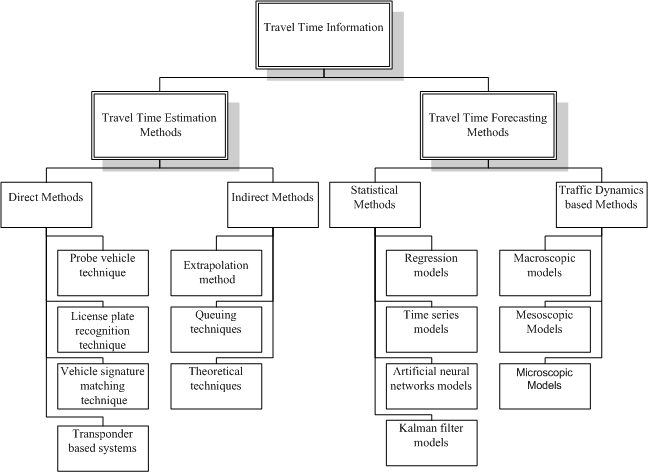 Travel Time Information
Travel Time Estimation
Methods
Travel Time Forecasting
Methods
Direct Methods
Indirect Methods
Statistical
Methods
Traffic Dynamics
based Methods
Probe vehicle
technique
License plate
recognition
technique
Vehicle signature
matching
technique
Transponder
based systems
Extrapolation
method
Queuing
techniques
Theoretical
techniques
Regression
models
Time series
models
Artificial neural
networks models
Kalman filter
models
Macroscopic
models
Mesoscopic
Models
Microscopic
Models